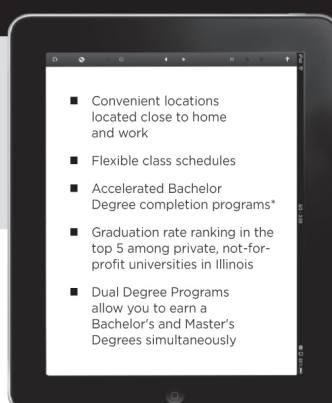 ■ Convenient locations
located close to home
and work
■ Flexible class schedules
■ Accelerated Bachelor
Degree completion programs*
■ Graduation rate ranking in the
top 5 among private, not-for-
profit universities in Illinois
■ Dual Degree Programs
allow you to earn a
Bachelor's and Master's
Degrees simultaneously
iPad